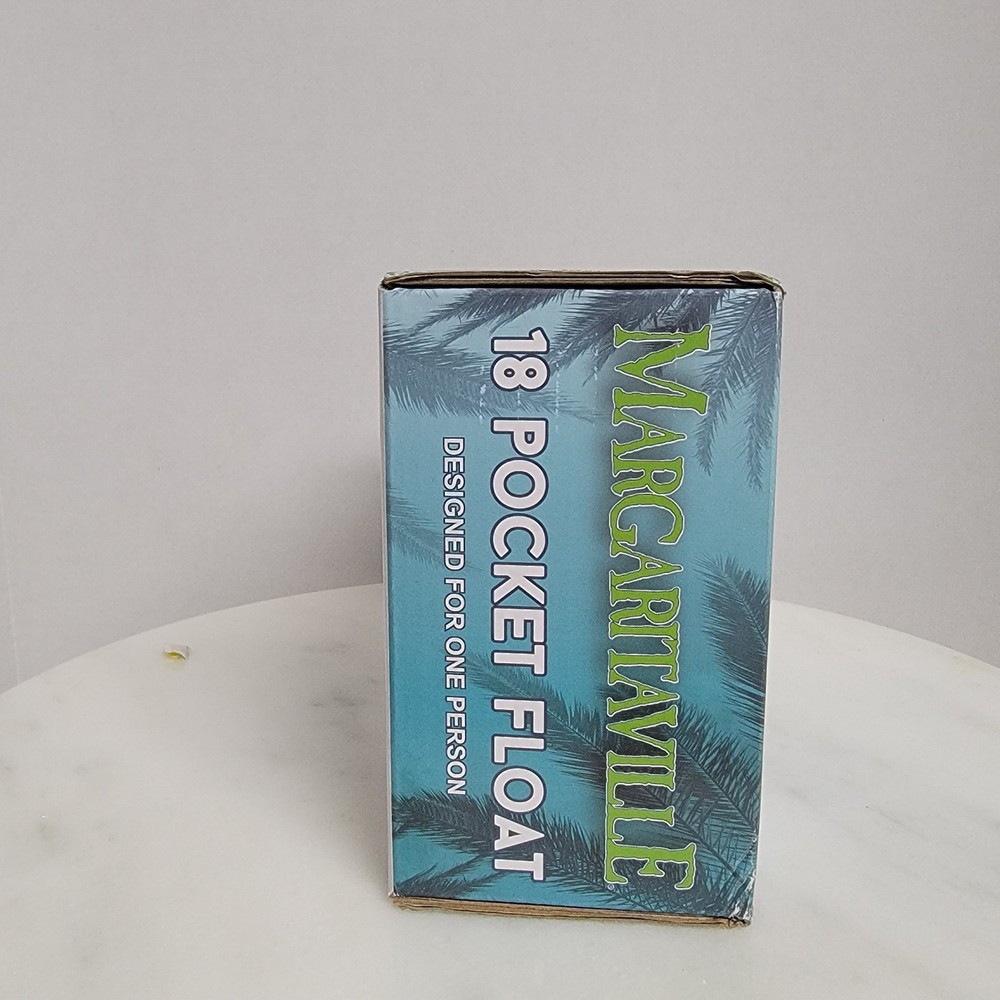 MARGARITAVILLE®
18 POCKET FLOAT
DESIGNED FOR ONE PERSON